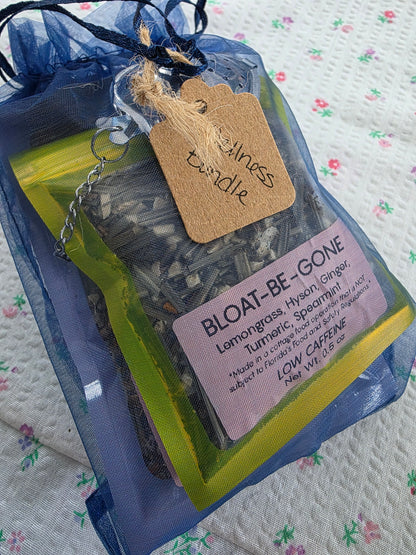 Wellness
Bundle
BLOAT-BE-GONE
Lemongrass, Hyson, Ginger,
Turmeric, Spearmint
*Made in a cottage food operation that is not
subject to Florida's Food and Safety Regulations*
LOW CAFFEINE
Net Wt. 0.5 oz